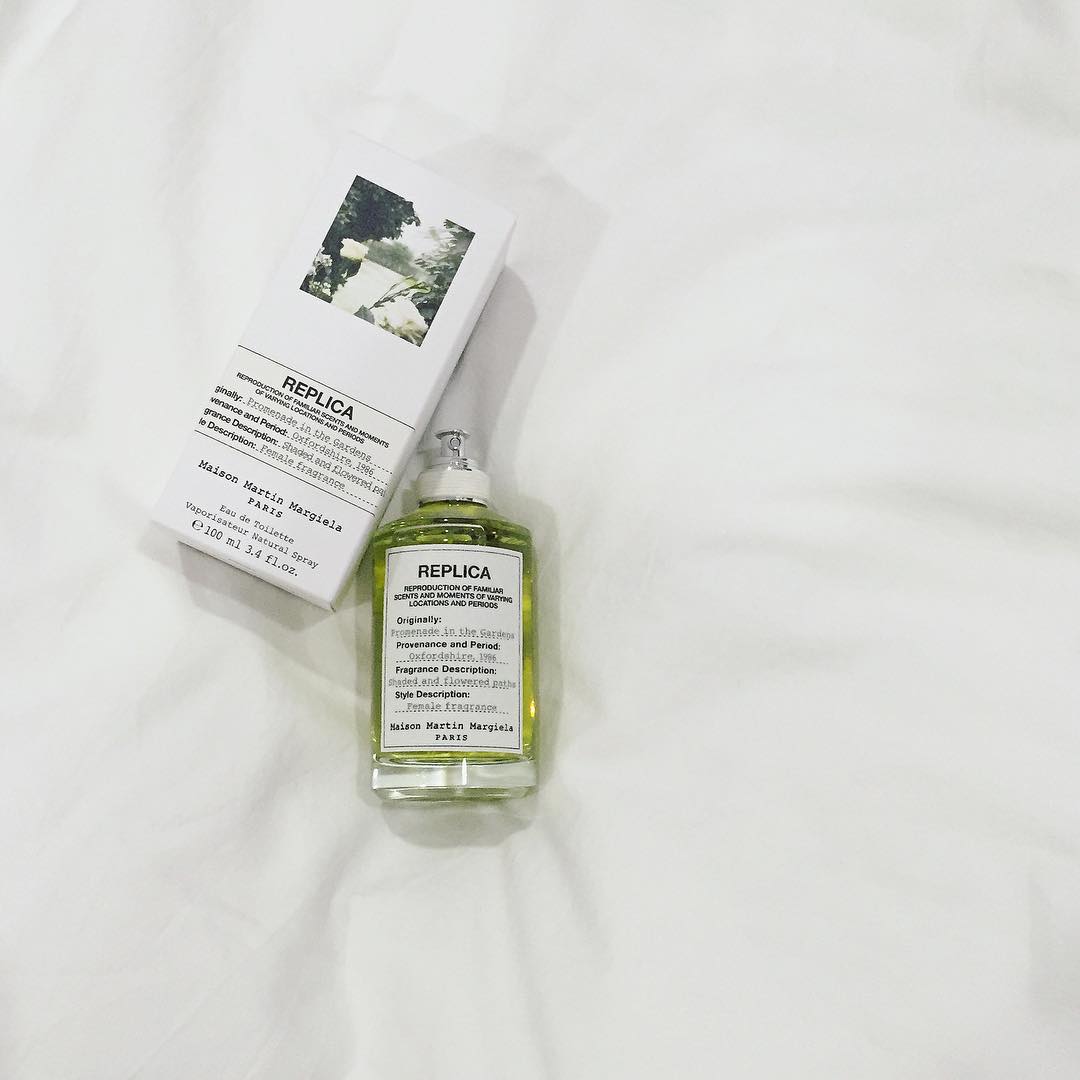 REPLICA
REPRODUCTION OF FAMILIAR SCENTS AND MOMENTS
OF VARYING LOCATIONS AND PERIODS
ginally: Promenade in the Gardens
venance and Period: Oxfordshire, 1986
grance Description: Shaded and flowered pat
le Description: Female fragrance
Maison Martin Margiela
PARIS
Eau de Toilette
Vaporisateur Natural Spray
℮ 100 ml 3.4 fl.oz.
REPLICA
REPRODUCTION OF FAMILIAR
SCENTS AND MOMENTS OF VARYING
LOCATIONS AND PERIODS
Originally:
Promenade in the Gardens
Provenance and Period:
Oxfordshire, 1986
Fragrance Description:
Shaded and flowered paths
Style Description:
Female fragrance
Maison Martin Margiela
PARIS